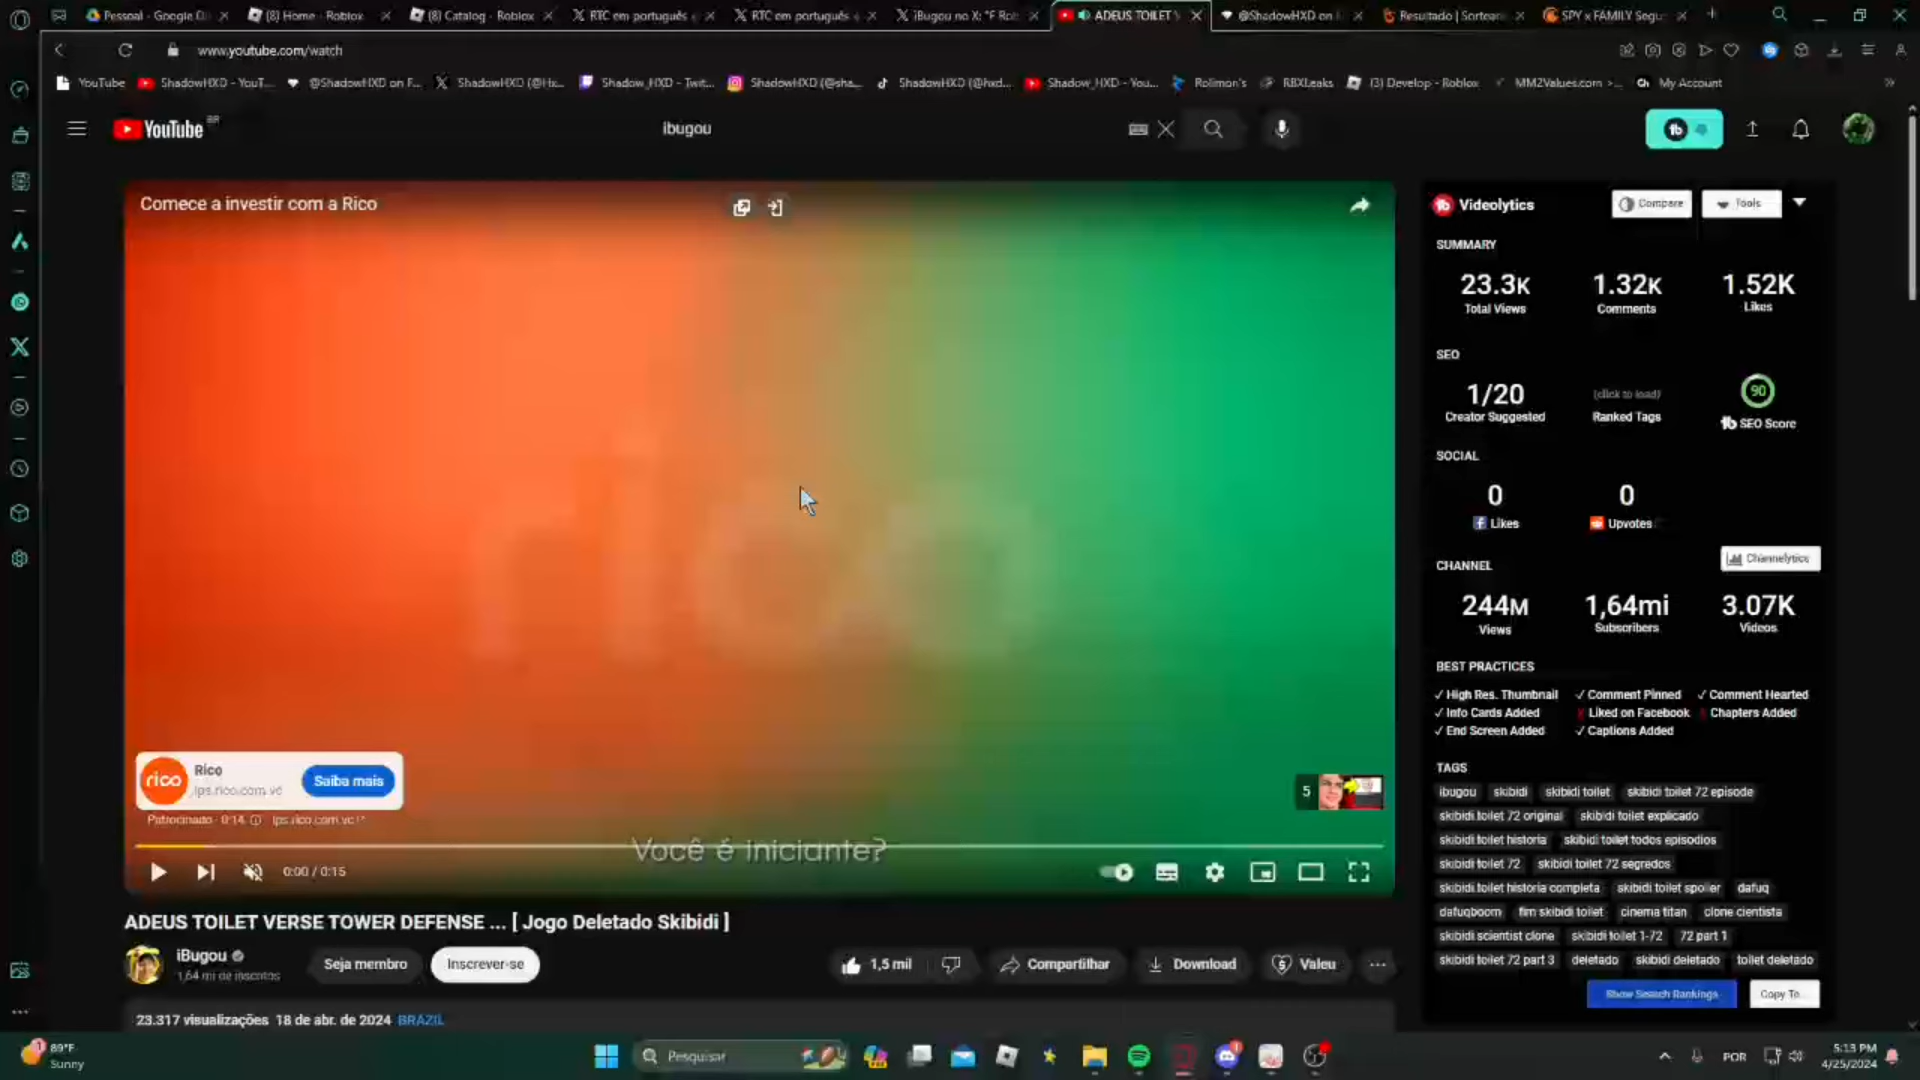 Pessoal - Google D
(8) Home - Roblox
(8) Catalog - Roblox
RTC em português
RTC em português
iBugou no X: "F Rob
ADEUS TOILET V
@ShadowHXD on
Resultado | Sortea
SPY x FAMILY Segu
www.youtube.com/watch
YouTube
ShadowHXD - YouT...
@ShadowHXD on F...
ShadowHXD (@Hx...
Shadow_HXD - Twit...
ShadowHXD (@sha...
ShadowHXD (@hxd...
Shadow_HXD - You...
Rolimon's
RBXLeaks
(3) Develop - Roblox
MM2Values.com >...
My Account
YouTube BR
ibugou
Comece a investir com a Rico
rico
rico
Rico
lps.rico.com.vc
Saiba mais
Patrocinado · 0:14 lps.rico.com.vc
Você é iniciante?
5
0:00 / 0:15
ADEUS TOILET VERSE TOWER DEFENSE ... [ Jogo Deletado Skibidi ]
iBugou
1,64 mi de inscritos
Seja membro
Inscrever-se
1,5 mil
Compartilhar
Download
Valeu
23.317 visualizações 18 de abr. de 2024 BRAZIL
Videolytics
Compare
Tools
SUMMARY
23.3K
1.32K
1.52K
Total Views
Comments
Likes
SEO
1/20
(click to load)
90
Creator Suggested
Ranked Tags
SEO Score
SOCIAL
0
0
Likes
Upvotes
CHANNEL
Channelytics
244M
1,64mi
3.07K
Views
Subscribers
Videos
BEST PRACTICES
✓ High Res. Thumbnail ✓ Comment Pinned ✓ Comment Hearted
✓ Info Cards Added x Liked on Facebook x Chapters Added
✓ End Screen Added ✓ Captions Added
TAGS
ibugou skibidi skibidi toilet skibidi toilet 72 episode
skibidi toilet 72 original skibidi toilet explicado
skibidi toilet historia skibidi toilet todos episodios
skibidi toilet 72 skibidi toilet 72 segredos
skibidi toilet historia completa skibidi toilet spoiler dafuq
dafuqboom fim skibidi toilet cinema titan clone cientista
skibidi scientist clone skibidi toilet 1-72 72 part 1
skibidi toilet 72 part 3 deletado skibidi deletado toilet deletado
Show Search Rankings
Copy To...
89°F
Sunny
Pesquisar
POR
5:13 PM
4/25/2024